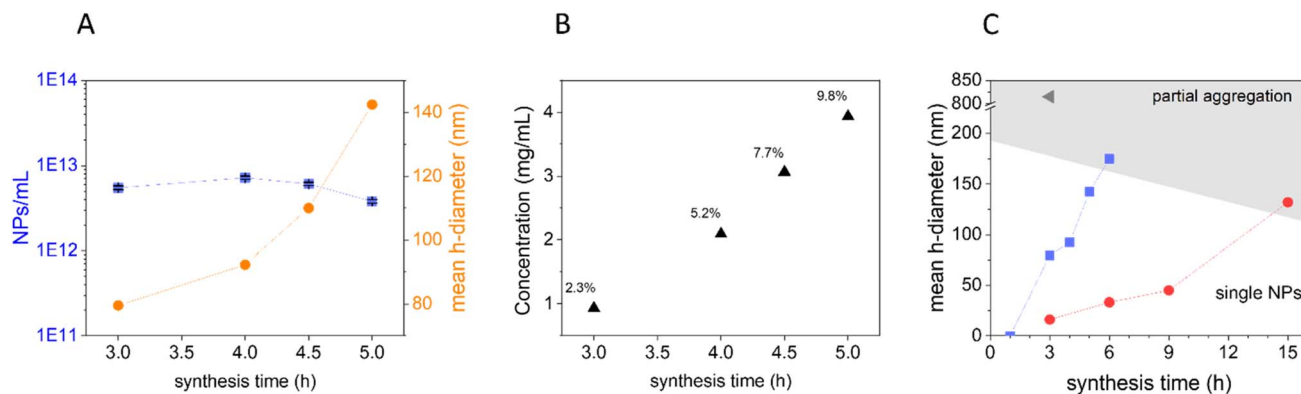 A
1E14
1E13
1E12
1E11
NPs/mL
140
120
100
80
60
mean h-diameter (nm)
3.0 3.5 4.0 4.5 5.0
synthesis time (h)
B
4
3
2
1
Concentration (mg/mL)
2.3%
5.2%
7.7%
9.8%
3.0 3.5 4.0 4.5 5.0
synthesis time (h)
C
850
800
200
150
100
50
0
mean h-diameter (nm)
partial aggregation
single NPs
0 3 6 9 12 15
synthesis time (h)